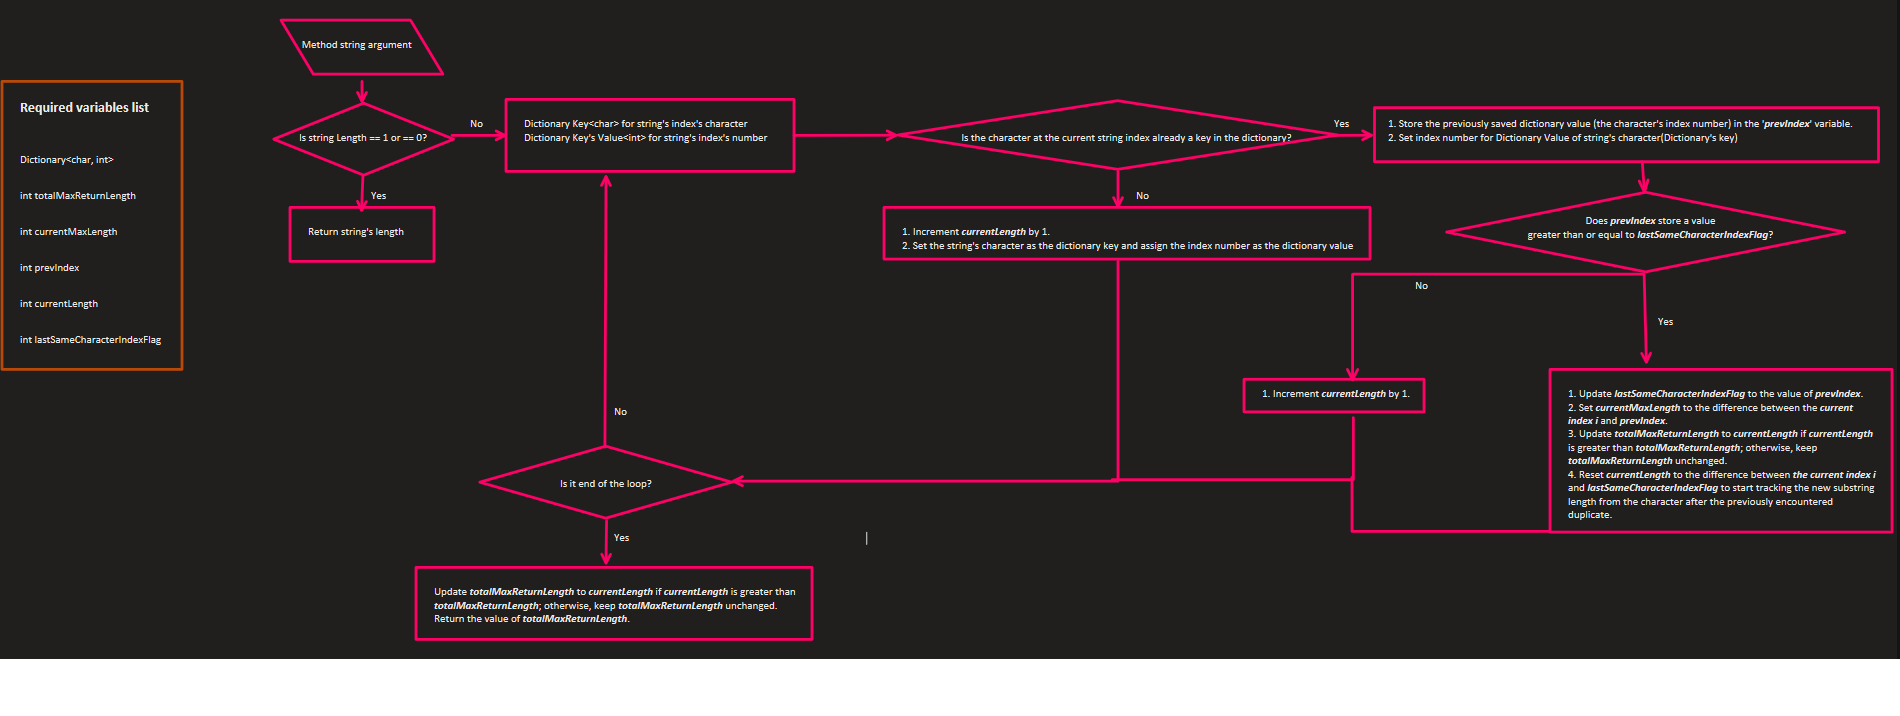 Method string argument
Required variables list
Dictionary<char, int>
int totalMaxReturnLength
int currentMaxLength
int prevIndex
int currentLength
int lastSameCharacterIndexFlag
Is string Length == 1 or == 0?
No
Yes
Return string's length
Dictionary Key<char> for string's index's character
Dictionary Key's Value<int> for string's index's number
Is the character at the current string index already a key in the dictionary?
Yes
No
1. Store the previously saved dictionary value (the character's index number) in the 'prevIndex' variable.
2. Set index number for Dictionary Value of string's character(Dictionary's key)
1. Increment currentLength by 1.
2. Set the string's character as the dictionary key and assign the index number as the dictionary value
Does prevIndex store a value
greater than or equal to lastSameCharacterIndexFlag?
No
Yes
1. Increment currentLength by 1.
1. Update lastSameCharacterIndexFlag to the value of prevIndex.
2. Set currentMaxLength to the difference between the current
index i and prevIndex.
3. Update totalMaxReturnLength to currentLength if currentLength
is greater than totalMaxReturnLength; otherwise, keep
totalMaxReturnLength unchanged.
4. Reset currentLength to the difference between the current index i
and lastSameCharacterIndexFlag to start tracking the new substring
length from the character after the previously encountered
duplicate.
No
Is it end of the loop?
Yes
Update totalMaxReturnLength to currentLength if currentLength is greater than
totalMaxReturnLength; otherwise, keep totalMaxReturnLength unchanged.
Return the value of totalMaxReturnLength.